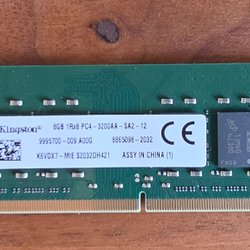 Kingston
8GB 1Rx8 PC4-3200AA-SA2-12
9995700-009.A00G
8865098-2032
K6VDX7-MIE S2032DH421
ASSY IN CHINA (1)
CE